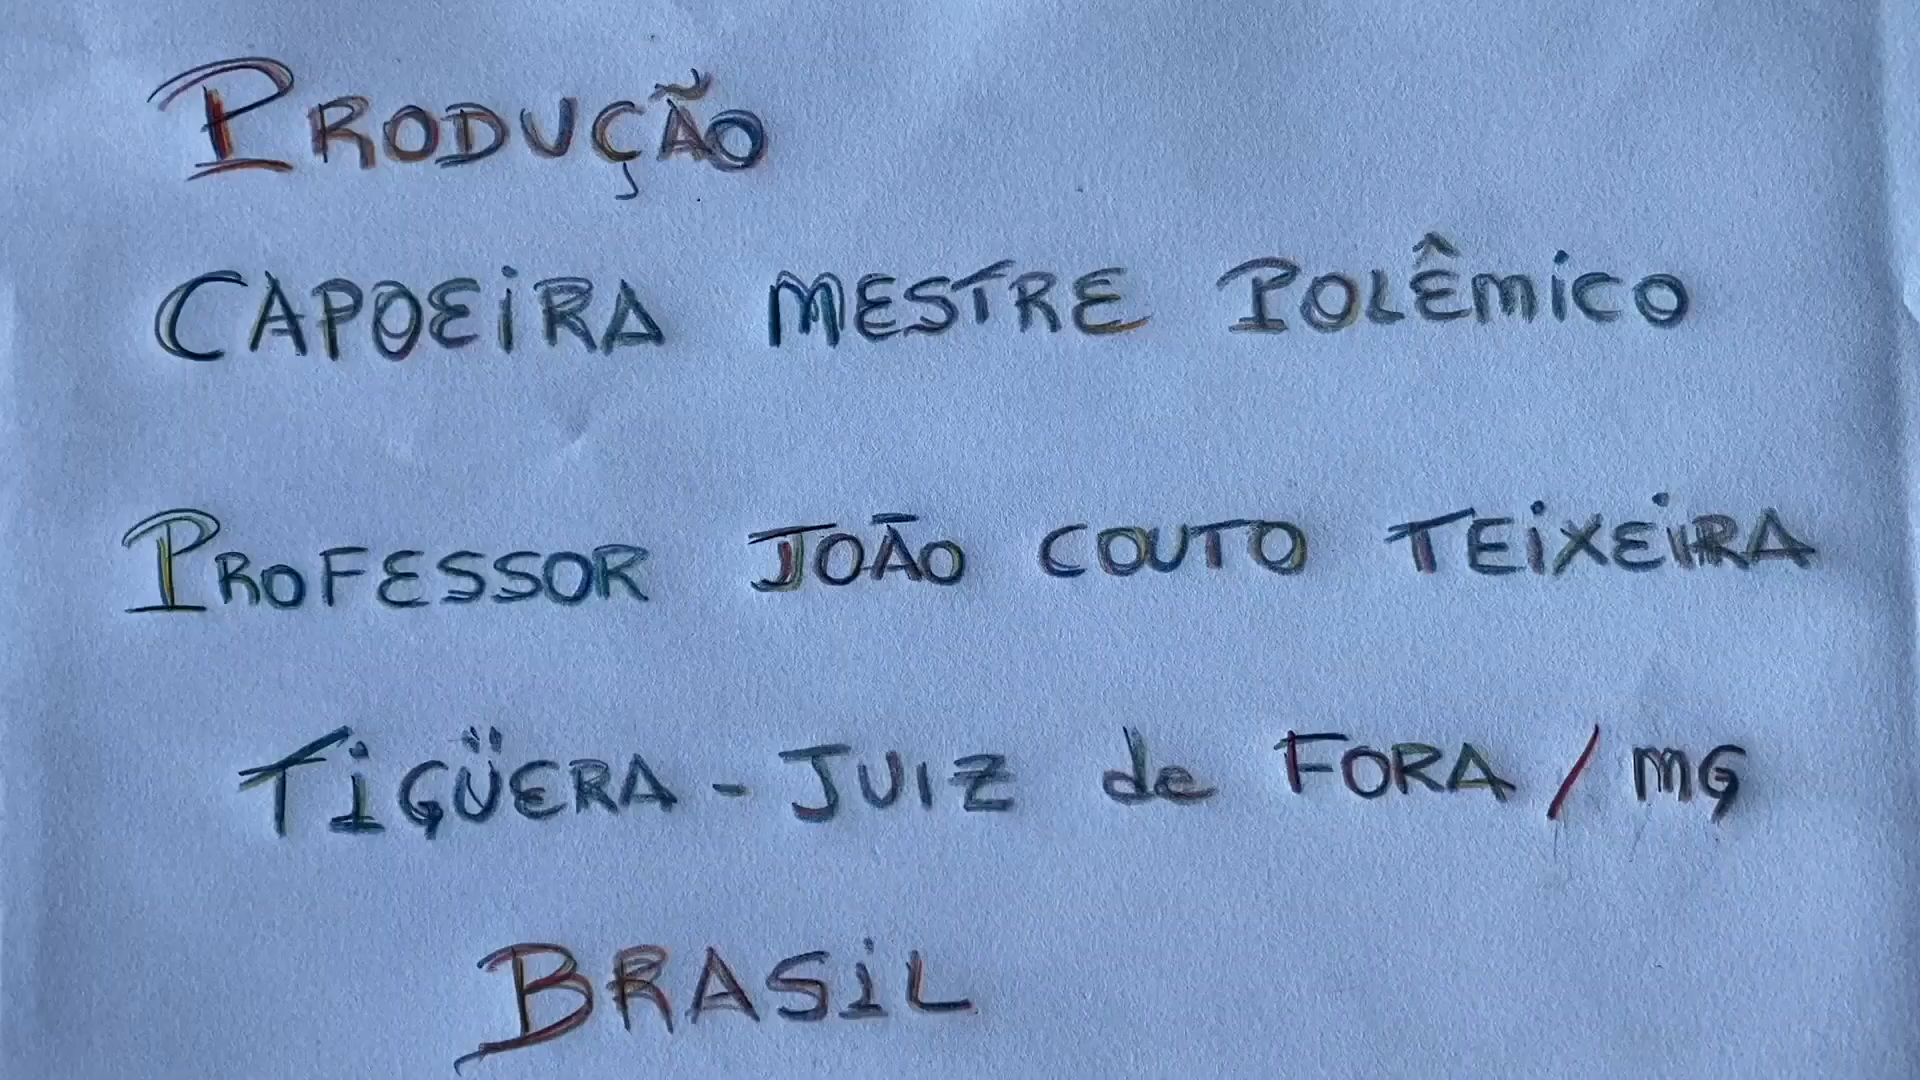 PRODUÇÃO
CAPOEiRA MESTRE POLÊMiCO
PROFESSOR JOÃO COUTO TEiXEiRA
TiGÜERA - JUIZ de FORA / MG
BRASiL